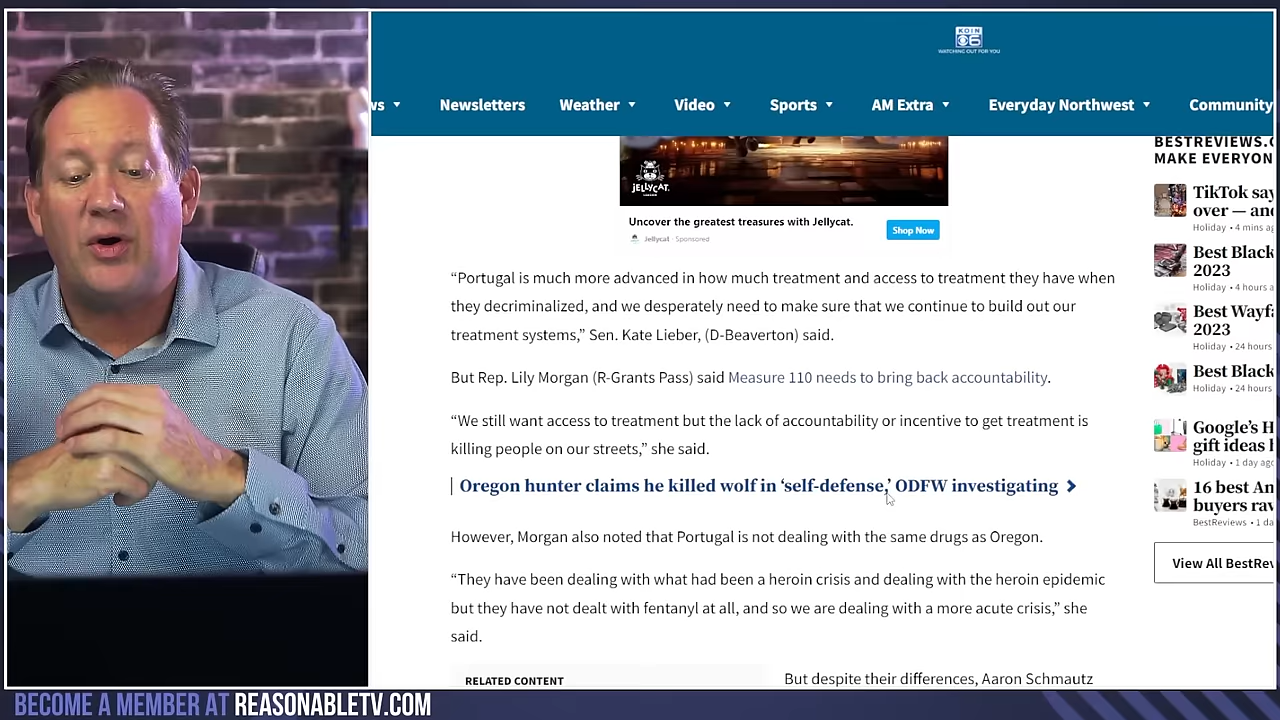 KOIN
6
WATCHING OUT FOR YOU
ws
Newsletters
Weather
Video
Sports
AM Extra
Everyday Northwest
Community
JELLYCAT.
Uncover the greatest treasures with Jellycat.
Jellycat · Sponsored
Shop Now
“Portugal is much more advanced in how much treatment and access to treatment they have when
they decriminalized, and we desperately need to make sure that we continue to build out our
treatment systems,” Sen. Kate Lieber, (D-Beaverton) said.
But Rep. Lily Morgan (R-Grants Pass) said Measure 110 needs to bring back accountability.
“We still want access to treatment but the lack of accountability or incentive to get treatment is
killing people on our streets,” she said.
Oregon hunter claims he killed wolf in ‘self-defense,’ ODFW investigating
However, Morgan also noted that Portugal is not dealing with the same drugs as Oregon.
“They have been dealing with what had been a heroin crisis and dealing with the heroin epidemic
but they have not dealt with fentanyl at all, and so we are dealing with a more acute crisis,” she
said.
RELATED CONTENT
But despite their differences, Aaron Schmautz
BESTREVIEWS.C
MAKE EVERYON
TikTok say
over — and
Holiday • 4 mins ag
Best Black
2023
Holiday • 4 hours a
Best Wayfa
2023
Holiday • 24 hours
Best Black
Holiday • 24 hours
Google’s H
gift ideas
Holiday • 1 day ago
16 best An
buyers rav
BestReviews • 1 da
View All BestRev
BECOME A MEMBER AT REASONABLETV.COM